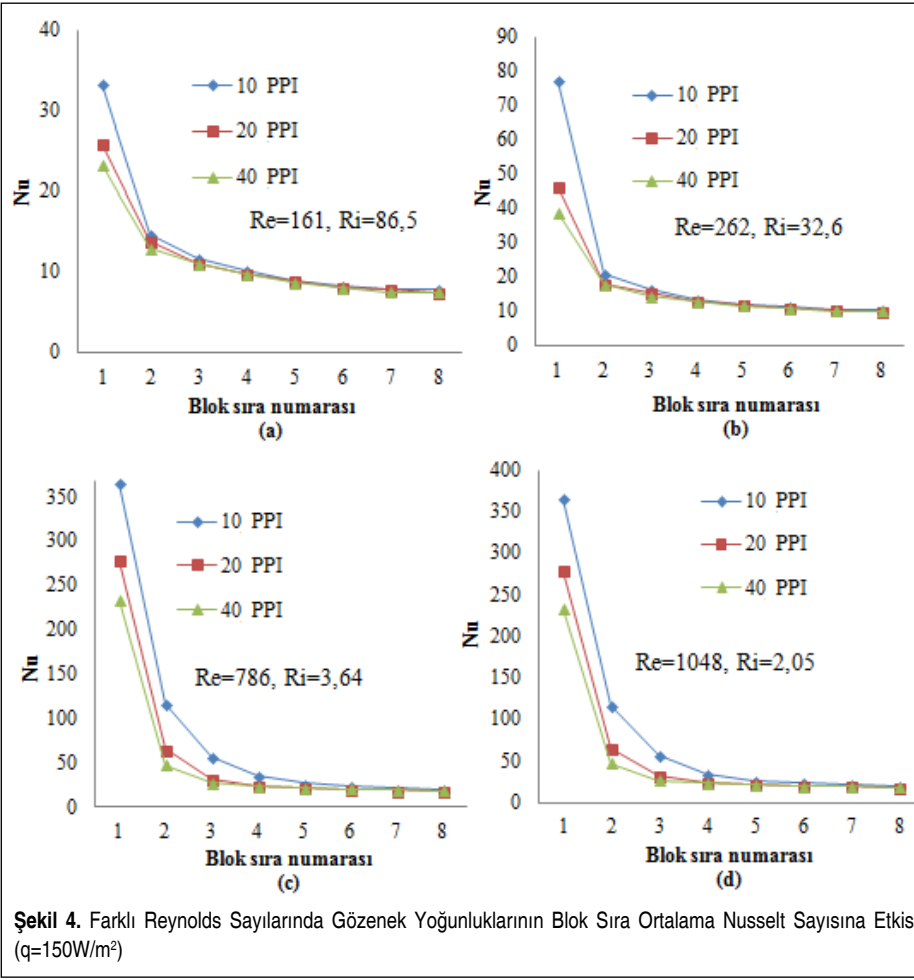 40
30
20
10
0
Nu
10 PPI
20 PPI
40 PPI
Re=161, Ri=86,5
1 2 3 4 5 6 7 8
Blok sıra numarası
(a)
90
80
70
60
50
40
30
20
10
0
Nu
10 PPI
20 PPI
40 PPI
Re=262, Ri=32,6
1 2 3 4 5 6 7 8
Blok sıra numarası
(b)
350
300
250
200
150
100
50
0
Nu
10 PPI
20 PPI
40 PPI
Re=786, Ri=3,64
1 2 3 4 5 6 7 8
Blok sıra numarası
(c)
400
350
300
250
200
150
100
50
0
Nu
10 PPI
20 PPI
40 PPI
Re=1048, Ri=2,05
1 2 3 4 5 6 7 8
Blok sıra numarası
(d)
Şekil 4. Farklı Reynolds Sayılarında Gözenek Yoğunluklarının Blok Sıra Ortalama Nusselt Sayısına Etkis
(q=150W/m²)